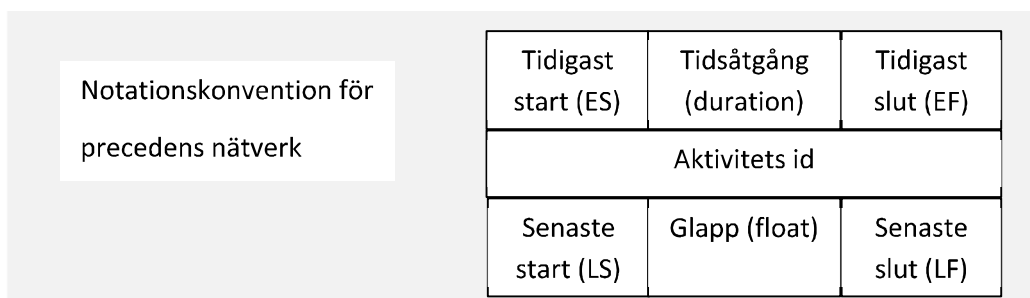 Notationskonvention för
precedens nätverk
Tidigast
start (ES)
Tidsåtgång
(duration)
Tidigast
slut (EF)
Aktivitets id
Senaste
start (LS)
Glapp (float)
Senaste
slut (LF)